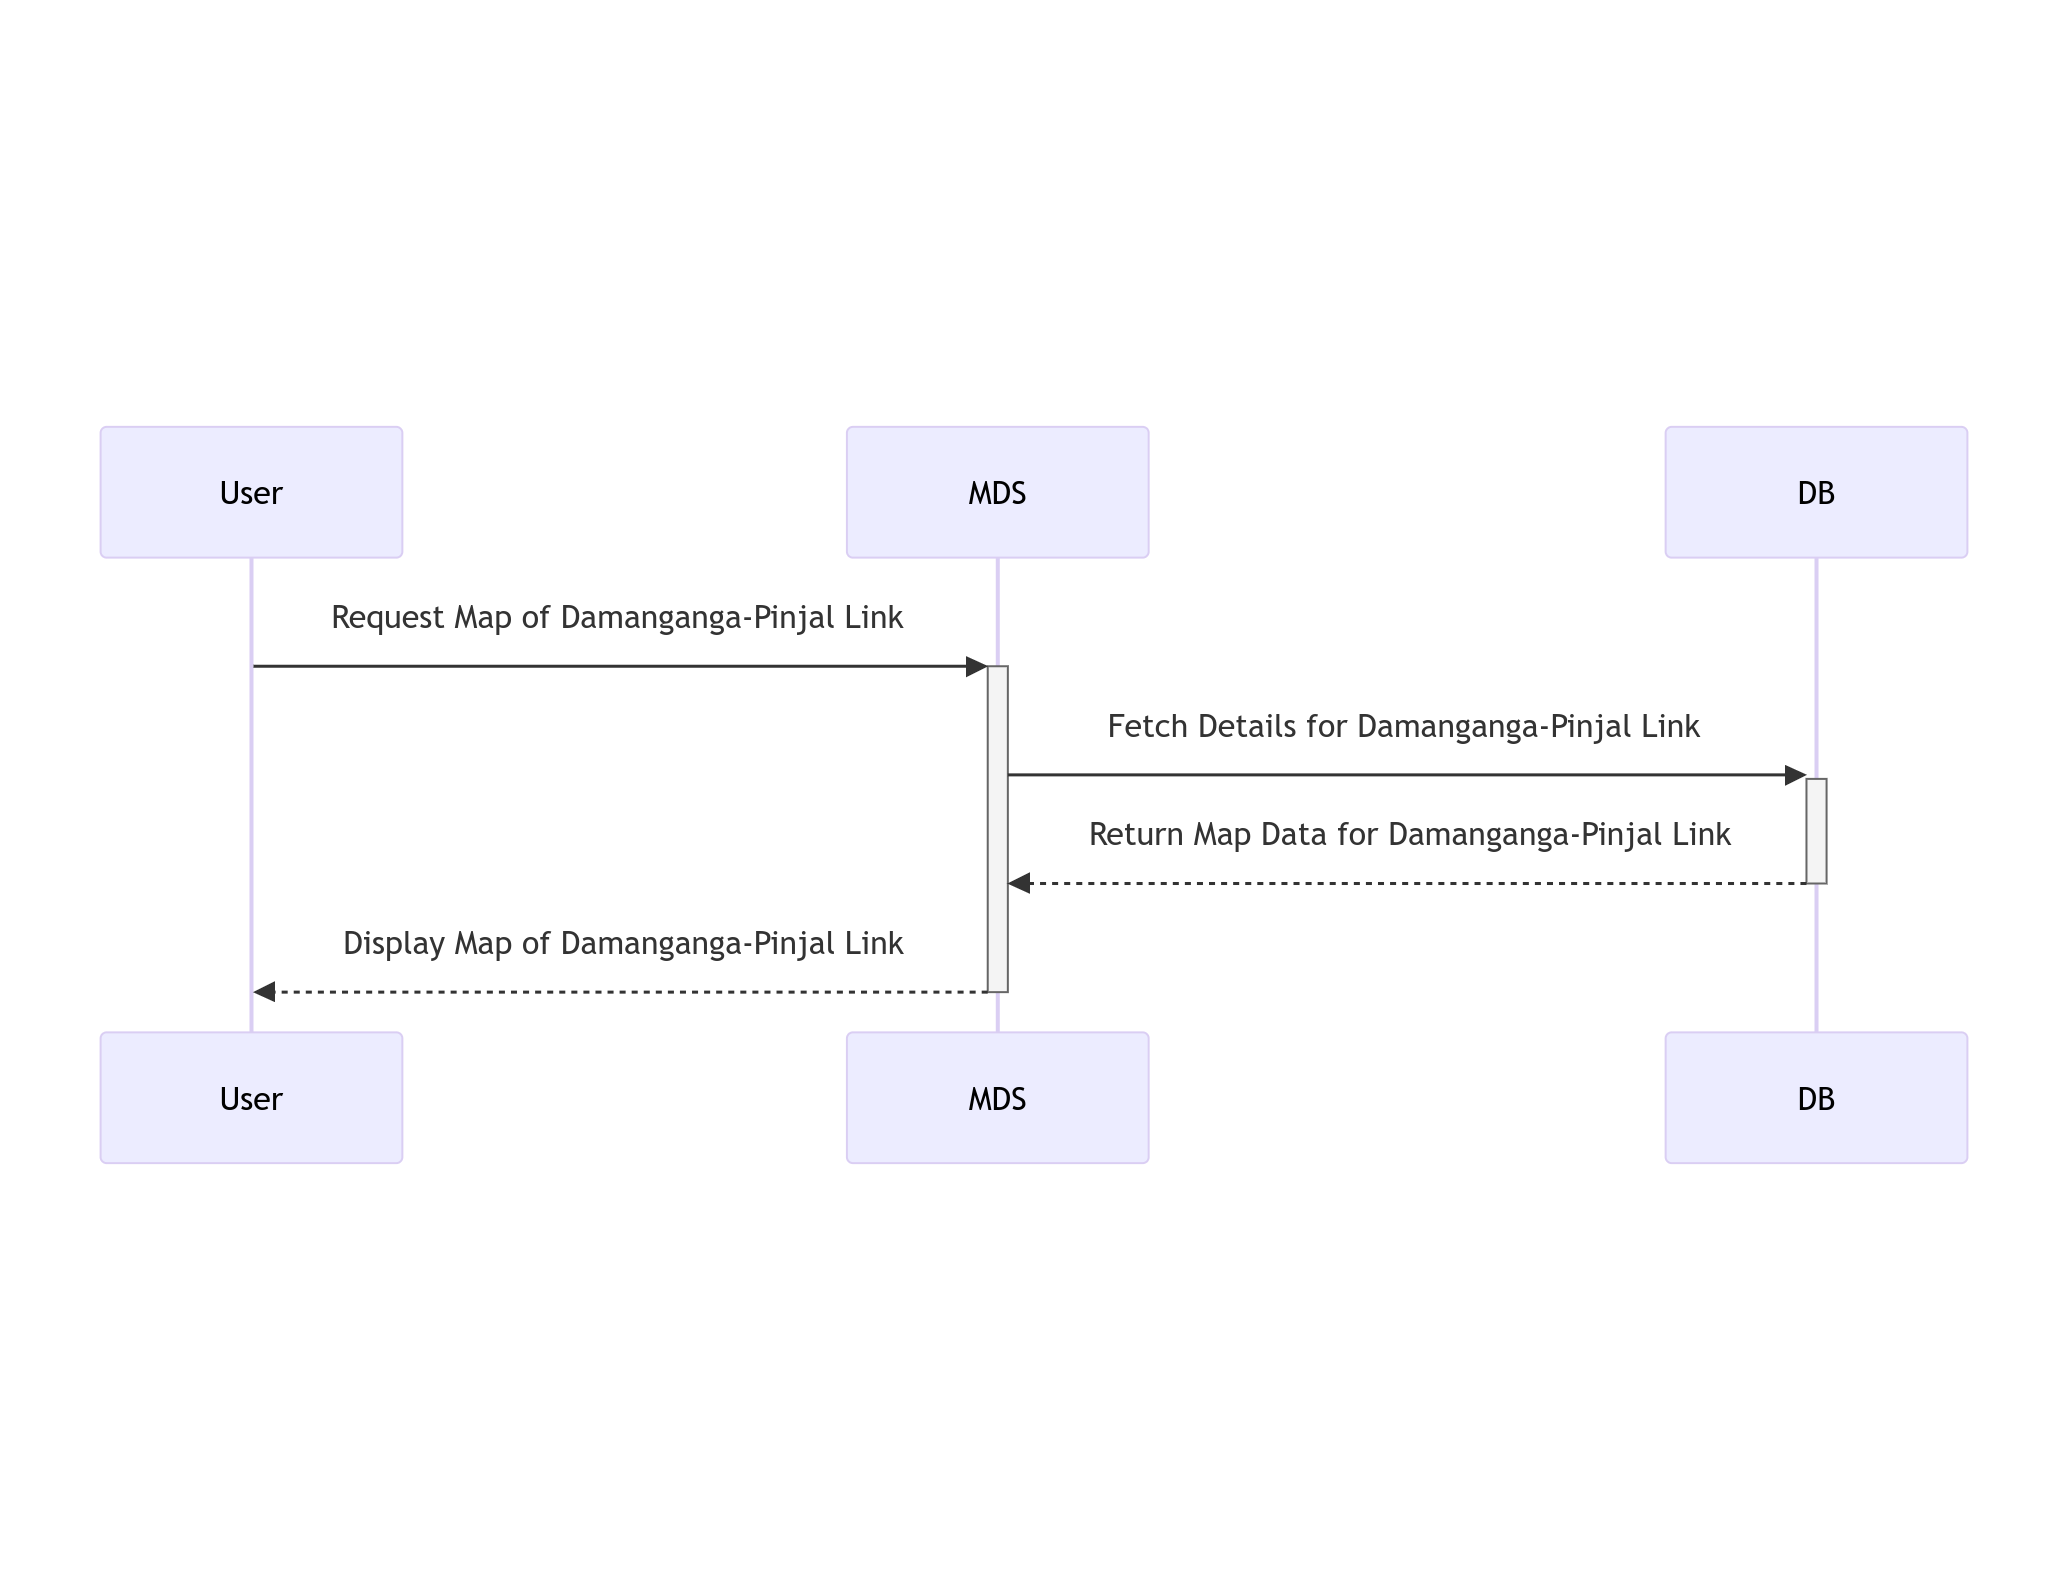 User
MDS
DB
Request Map of Damanganga-Pinjal Link
Fetch Details for Damanganga-Pinjal Link
Return Map Data for Damanganga-Pinjal Link
Display Map of Damanganga-Pinjal Link
User
MDS
DB